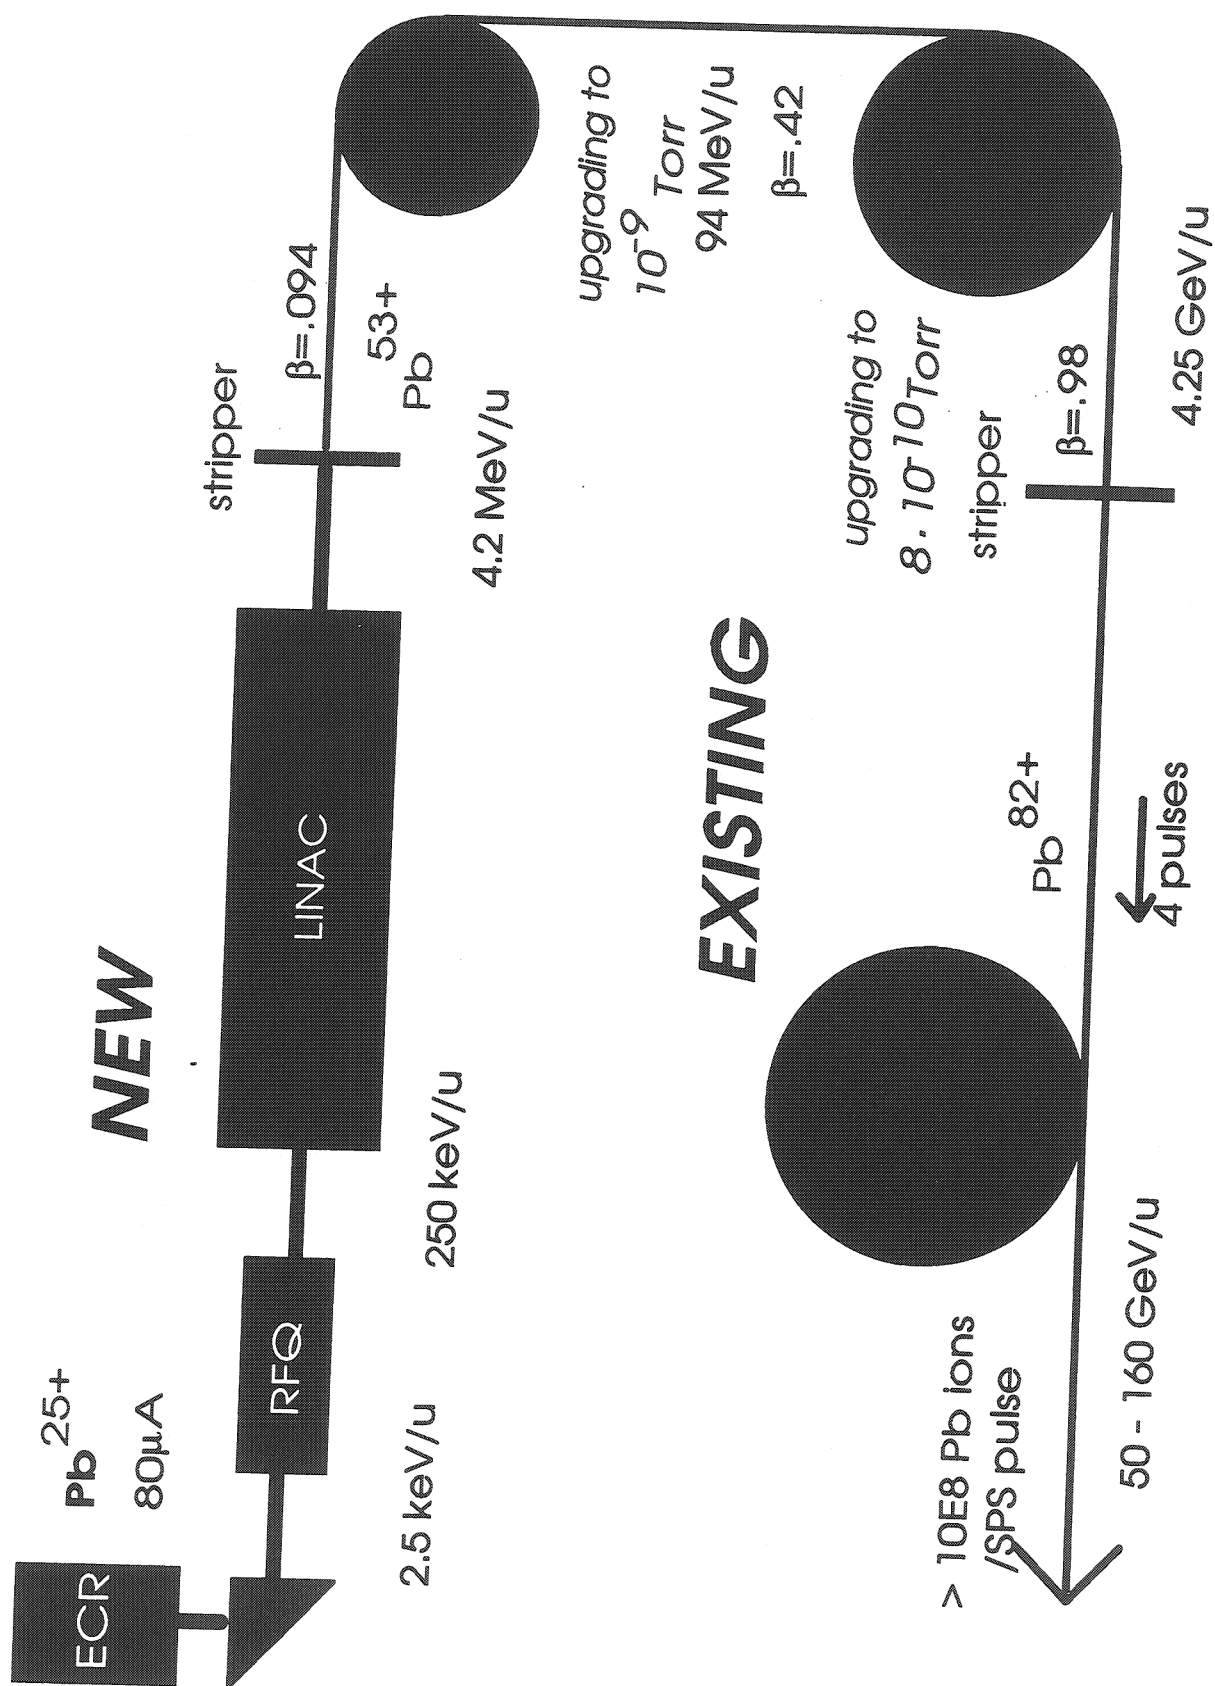 ECR
Pb²⁵⁺
80µA
NEW
RFQ
LINAC
stripper
β=.094
Pb⁵³⁺
2.5 keV/u
250 keV/u
4.2 MeV/u
upgrading to
10⁻⁹ Torr
94 MeV/u
β=.42
EXISTING
upgrading to
8.10⁻¹⁰Torr
stripper
β=.98
Pb⁸²⁺
> 10E8 Pb ions
/SPS pulse
4 pulses
50 - 160 GeV/u
4.25 GeV/u